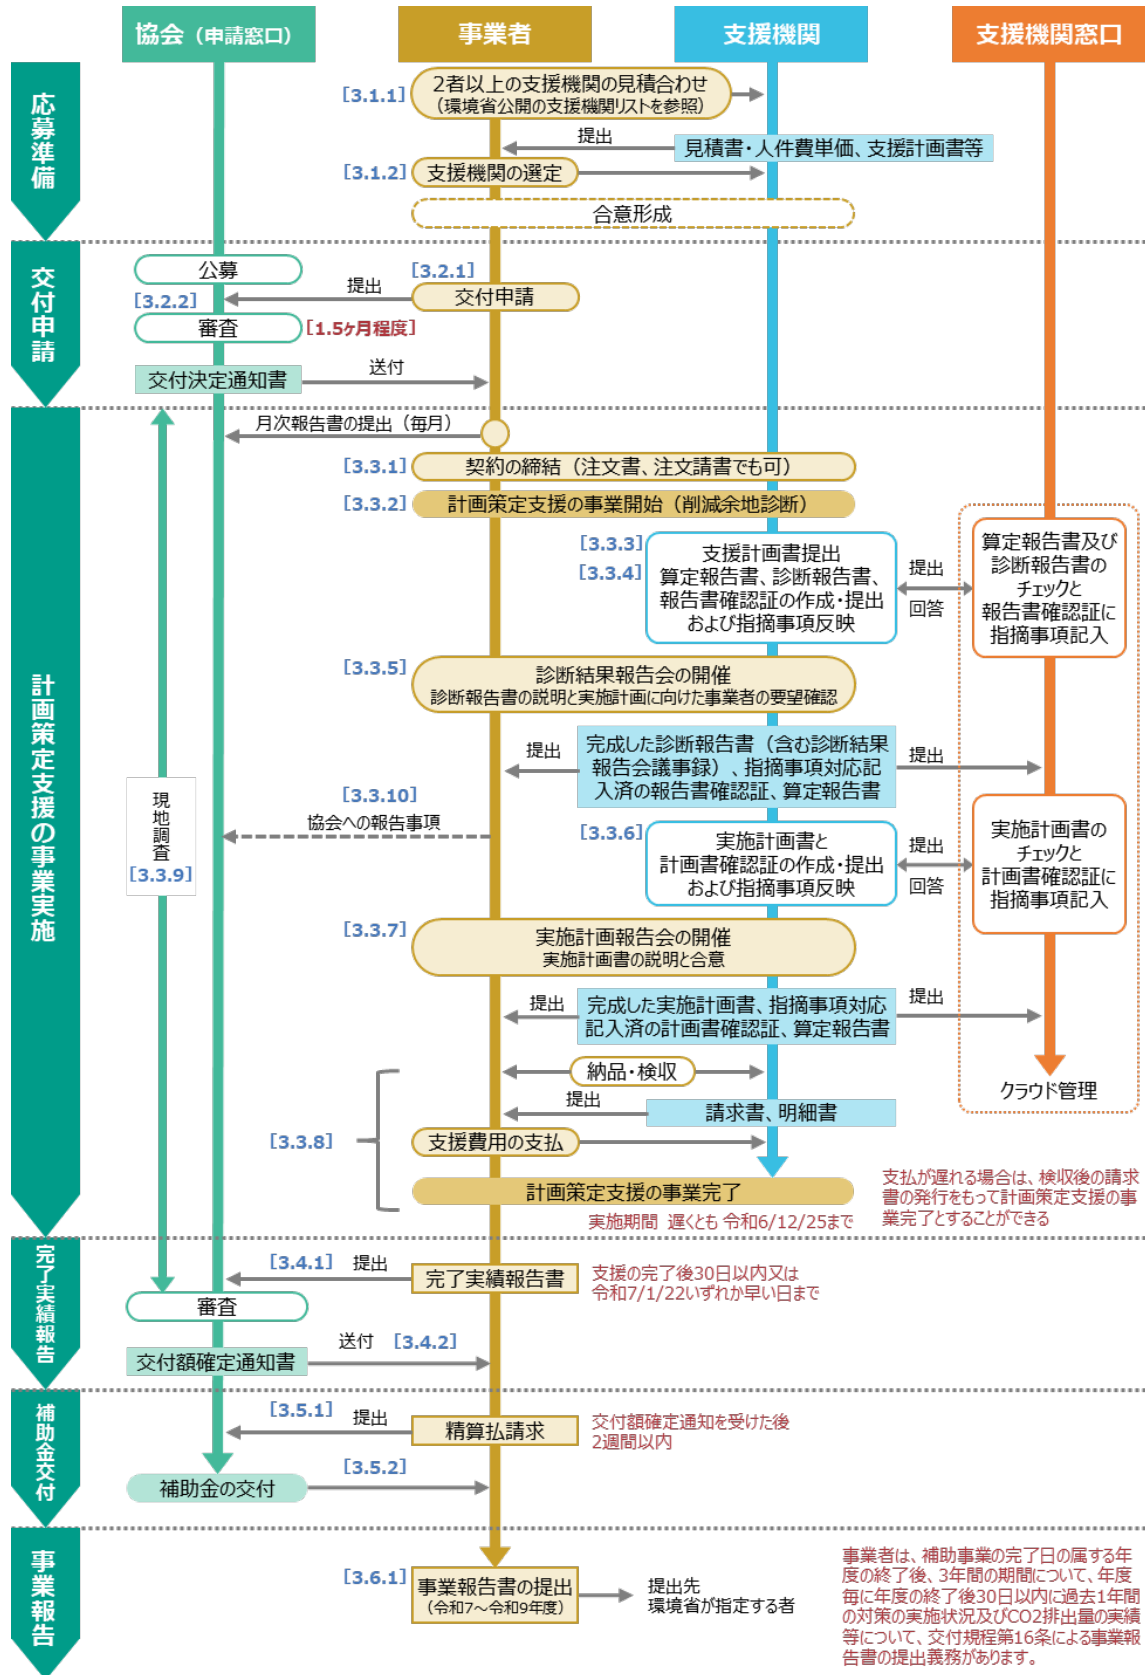 協会（申請窓口）
事業者
支援機関
支援機関窓口
応募準備
[3.1.1]
2者以上の支援機関の見積合わせ
（環境省公開の支援機関リストを参照）
提出
見積書・人件費単価、支援計画書等
[3.1.2]
支援機関の選定
合意形成
交付申請
公募
[3.2.1]
提出
[3.2.2]
交付申請
審査
[1.5ヶ月程度]
交付決定通知書
送付
計画策定支援の事業実施
月次報告書の提出（毎月）
[3.3.1]
契約の締結（注文書、注文請書でも可）
[3.3.2]
計画策定支援の事業開始（削減余地診断）
[3.3.3]
[3.3.4]
支援計画書提出
算定報告書、診断報告書、
報告書確認証の作成・提出
および指摘事項反映
提出
回答
算定報告書及び
診断報告書の
チェックと
報告書確認証に
指摘事項記入
[3.3.5]
診断結果報告会の開催
診断報告書の説明と実施計画に向けた事業者の要望確認
提出
完成した診断報告書（含む診断結果
報告会議事録）、指摘事項対応記
入済の報告書確認証、算定報告書
提出
現地調査
[3.3.9]
[3.3.10]
協会への報告事項
[3.3.6]
実施計画書と
計画書確認証の作成・提出
および指摘事項反映
提出
回答
実施計画書の
チェックと
計画書確認証に
指摘事項記入
[3.3.7]
実施計画報告会の開催
実施計画書の説明と合意
提出
完成した実施計画書、指摘事項対応
記入済の計画書確認証、算定報告書
提出
クラウド管理
納品・検収
提出
請求書、明細書
[3.3.8]
支援費用の支払
計画策定支援の事業完了
実施期間 遅くとも 令和6/12/25まで
支払が遅れる場合は、検収後の請求
書の発行をもって計画策定支援の事
業完了とすることができる
完了実績報告
[3.4.1]
提出
完了実績報告書
支援の完了後30日以内又は
令和7/1/22いずれか早い日まで
審査
送付
[3.4.2]
交付額確定通知書
補助金交付
[3.5.1]
提出
精算払請求
交付額確定通知を受けた後
2週間以内
[3.5.2]
補助金の交付
事業報告
[3.6.1]
事業報告書の提出
（令和7～令和9年度）
提出先
環境省が指定する者
事業者は、補助事業の完了日の属する年
度の終了後、3年間の期間について、年度
毎に年度の終了後30日以内に過去1年間
の対策の実施状況及びCO2排出量の実績
等について、交付規程第16条による事業報
告書の提出義務があります。